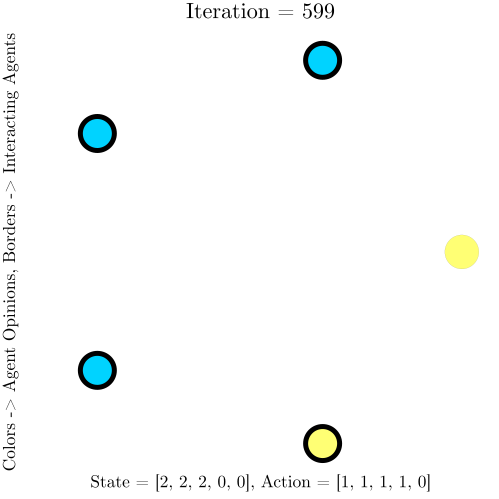 Iteration = 599
Colors -> Agent Opinions, Borders -> Interacting Agents
State = [2, 2, 2, 0, 0], Action = [1, 1, 1, 1, 0]